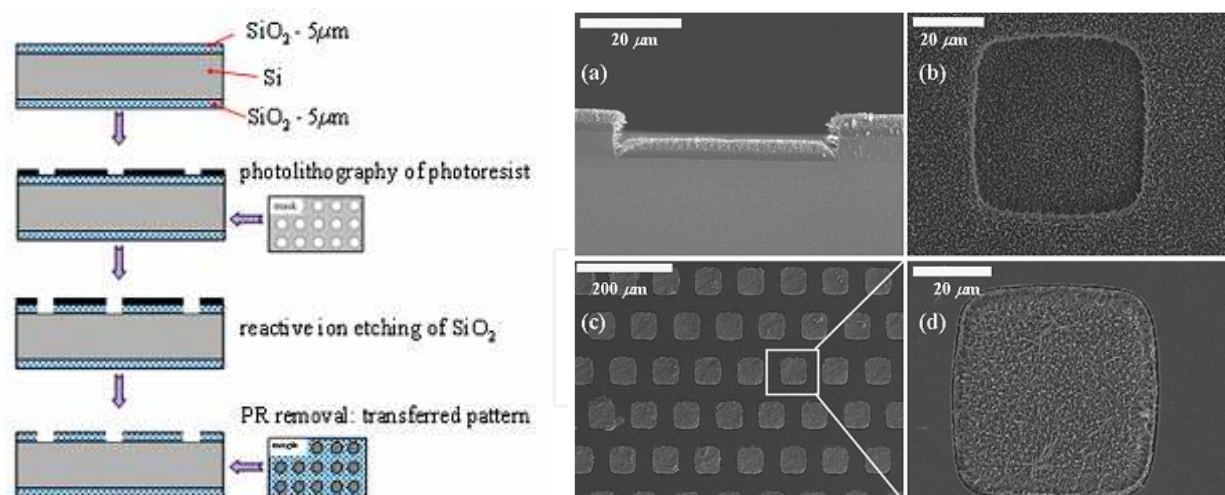 SiO₂ - 5μm
Si
SiO₂ - 5μm
photolithography of photoresist
mask
reactive ion etching of SiO₂
PR removal: transferred pattern
sample
20 μm
(a)
20 μm
(b)
200 μm
(c)
20 μm
(d)